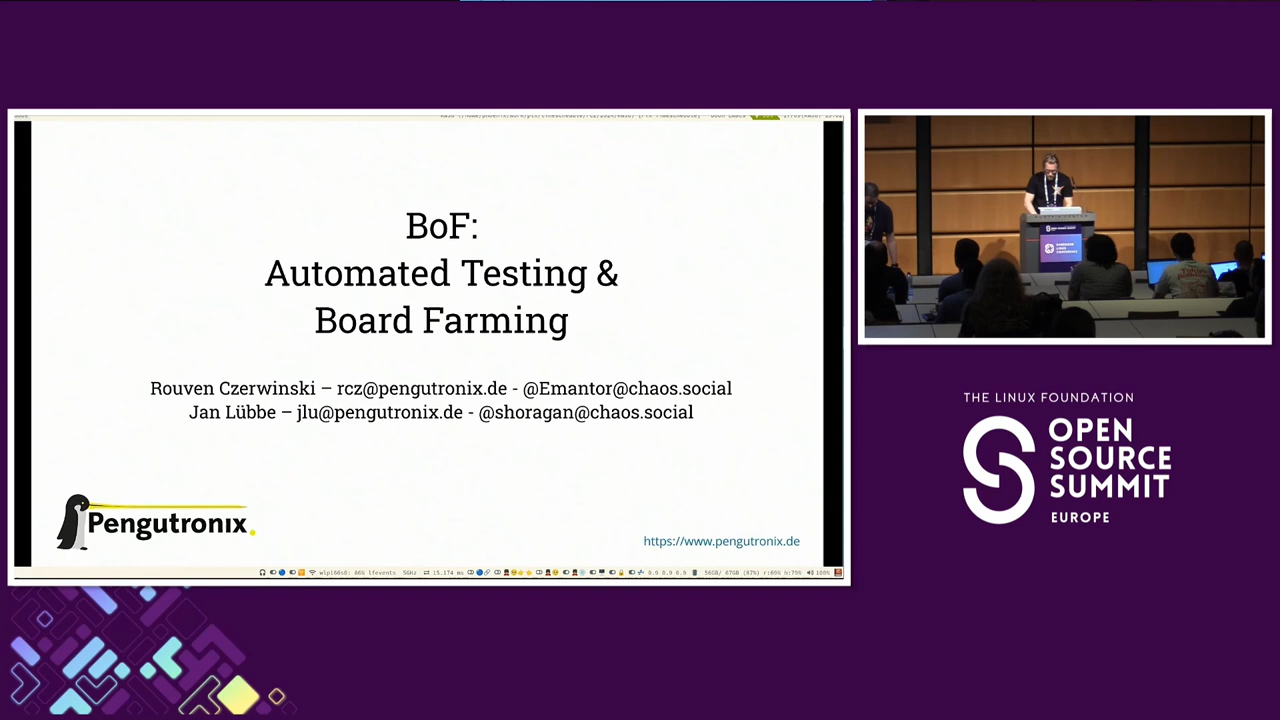 BoF:
Automated Testing &
Board Farming
Rouven Czerwinski – rcz@pengutronix.de - @Emantor@chaos.social
Jan Lübbe – jlu@pengutronix.de - @shoragan@chaos.social
Pengutronix
https://www.pengutronix.de
THE LINUX FOUNDATION
OPEN
SOURCE
SUMMIT
EUROPE